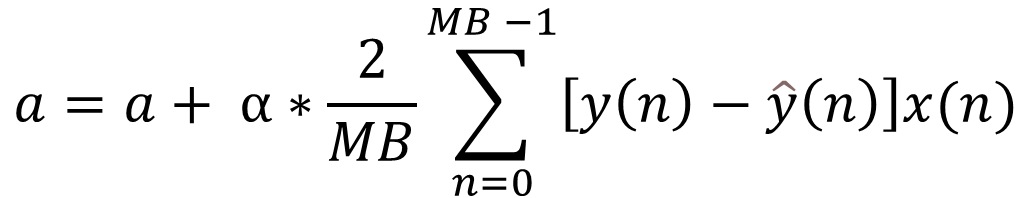 a = a + α * 2/MB ∑_{n=0}^{MB −1} [y(n) − ŷ(n)]x(n)